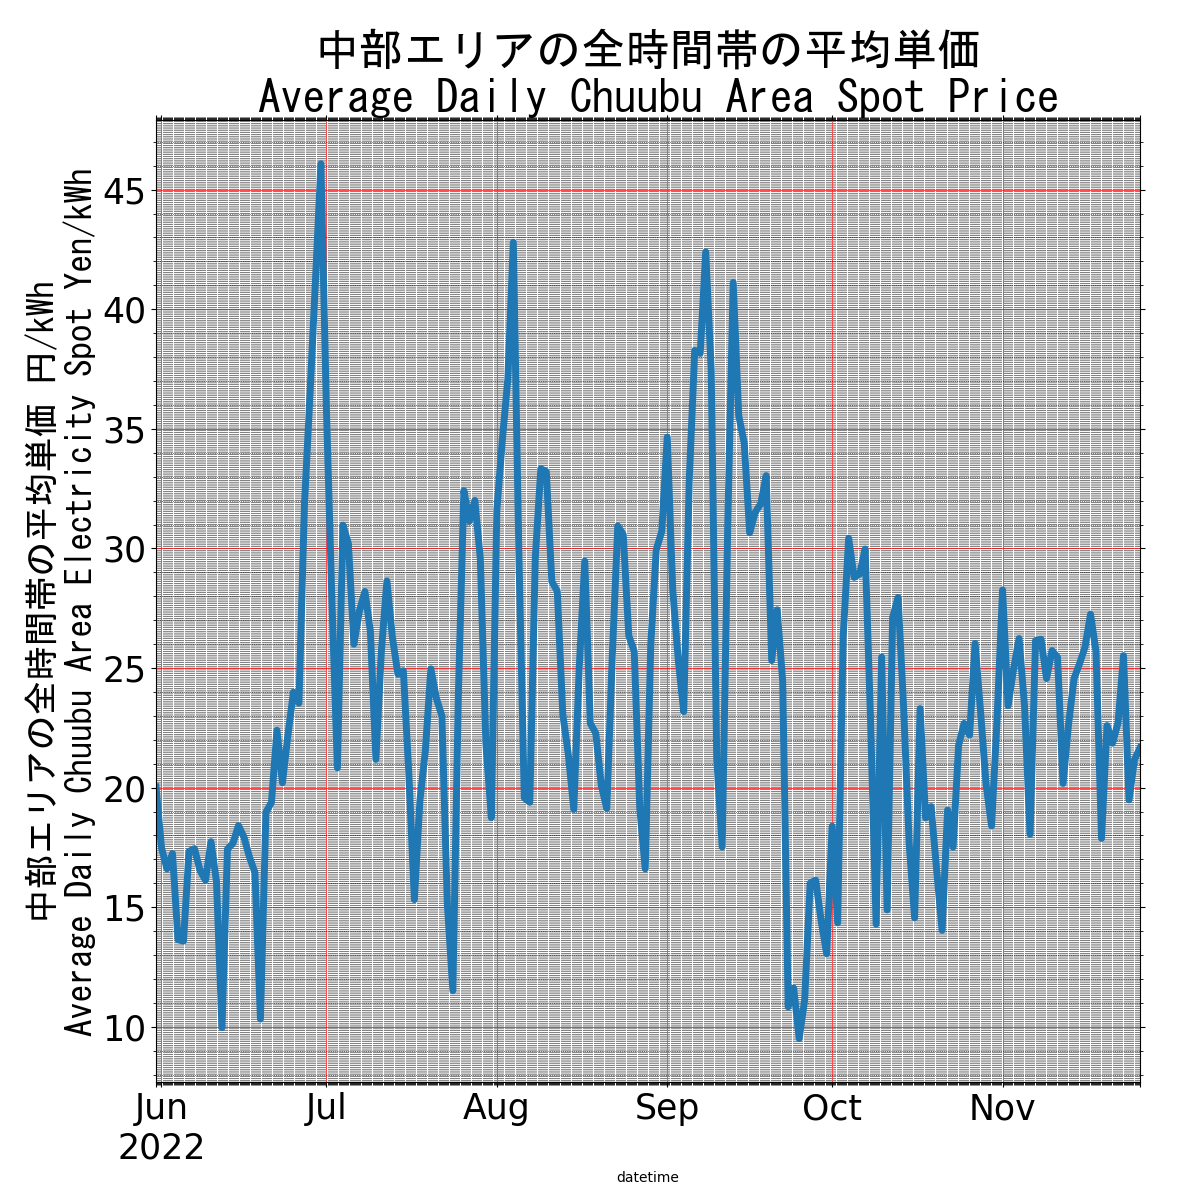 中部エリアの全時間帯の平均単価
Average Daily Chuubu Area Spot Price
中部エリアの全時間帯の平均単価 円/kWh
Average Daily Chuubu Area Electricity Spot Yen/kWh
45
40
35
30
25
20
15
10
Jun
2022
Jul
Aug
Sep
Oct
Nov
datetime